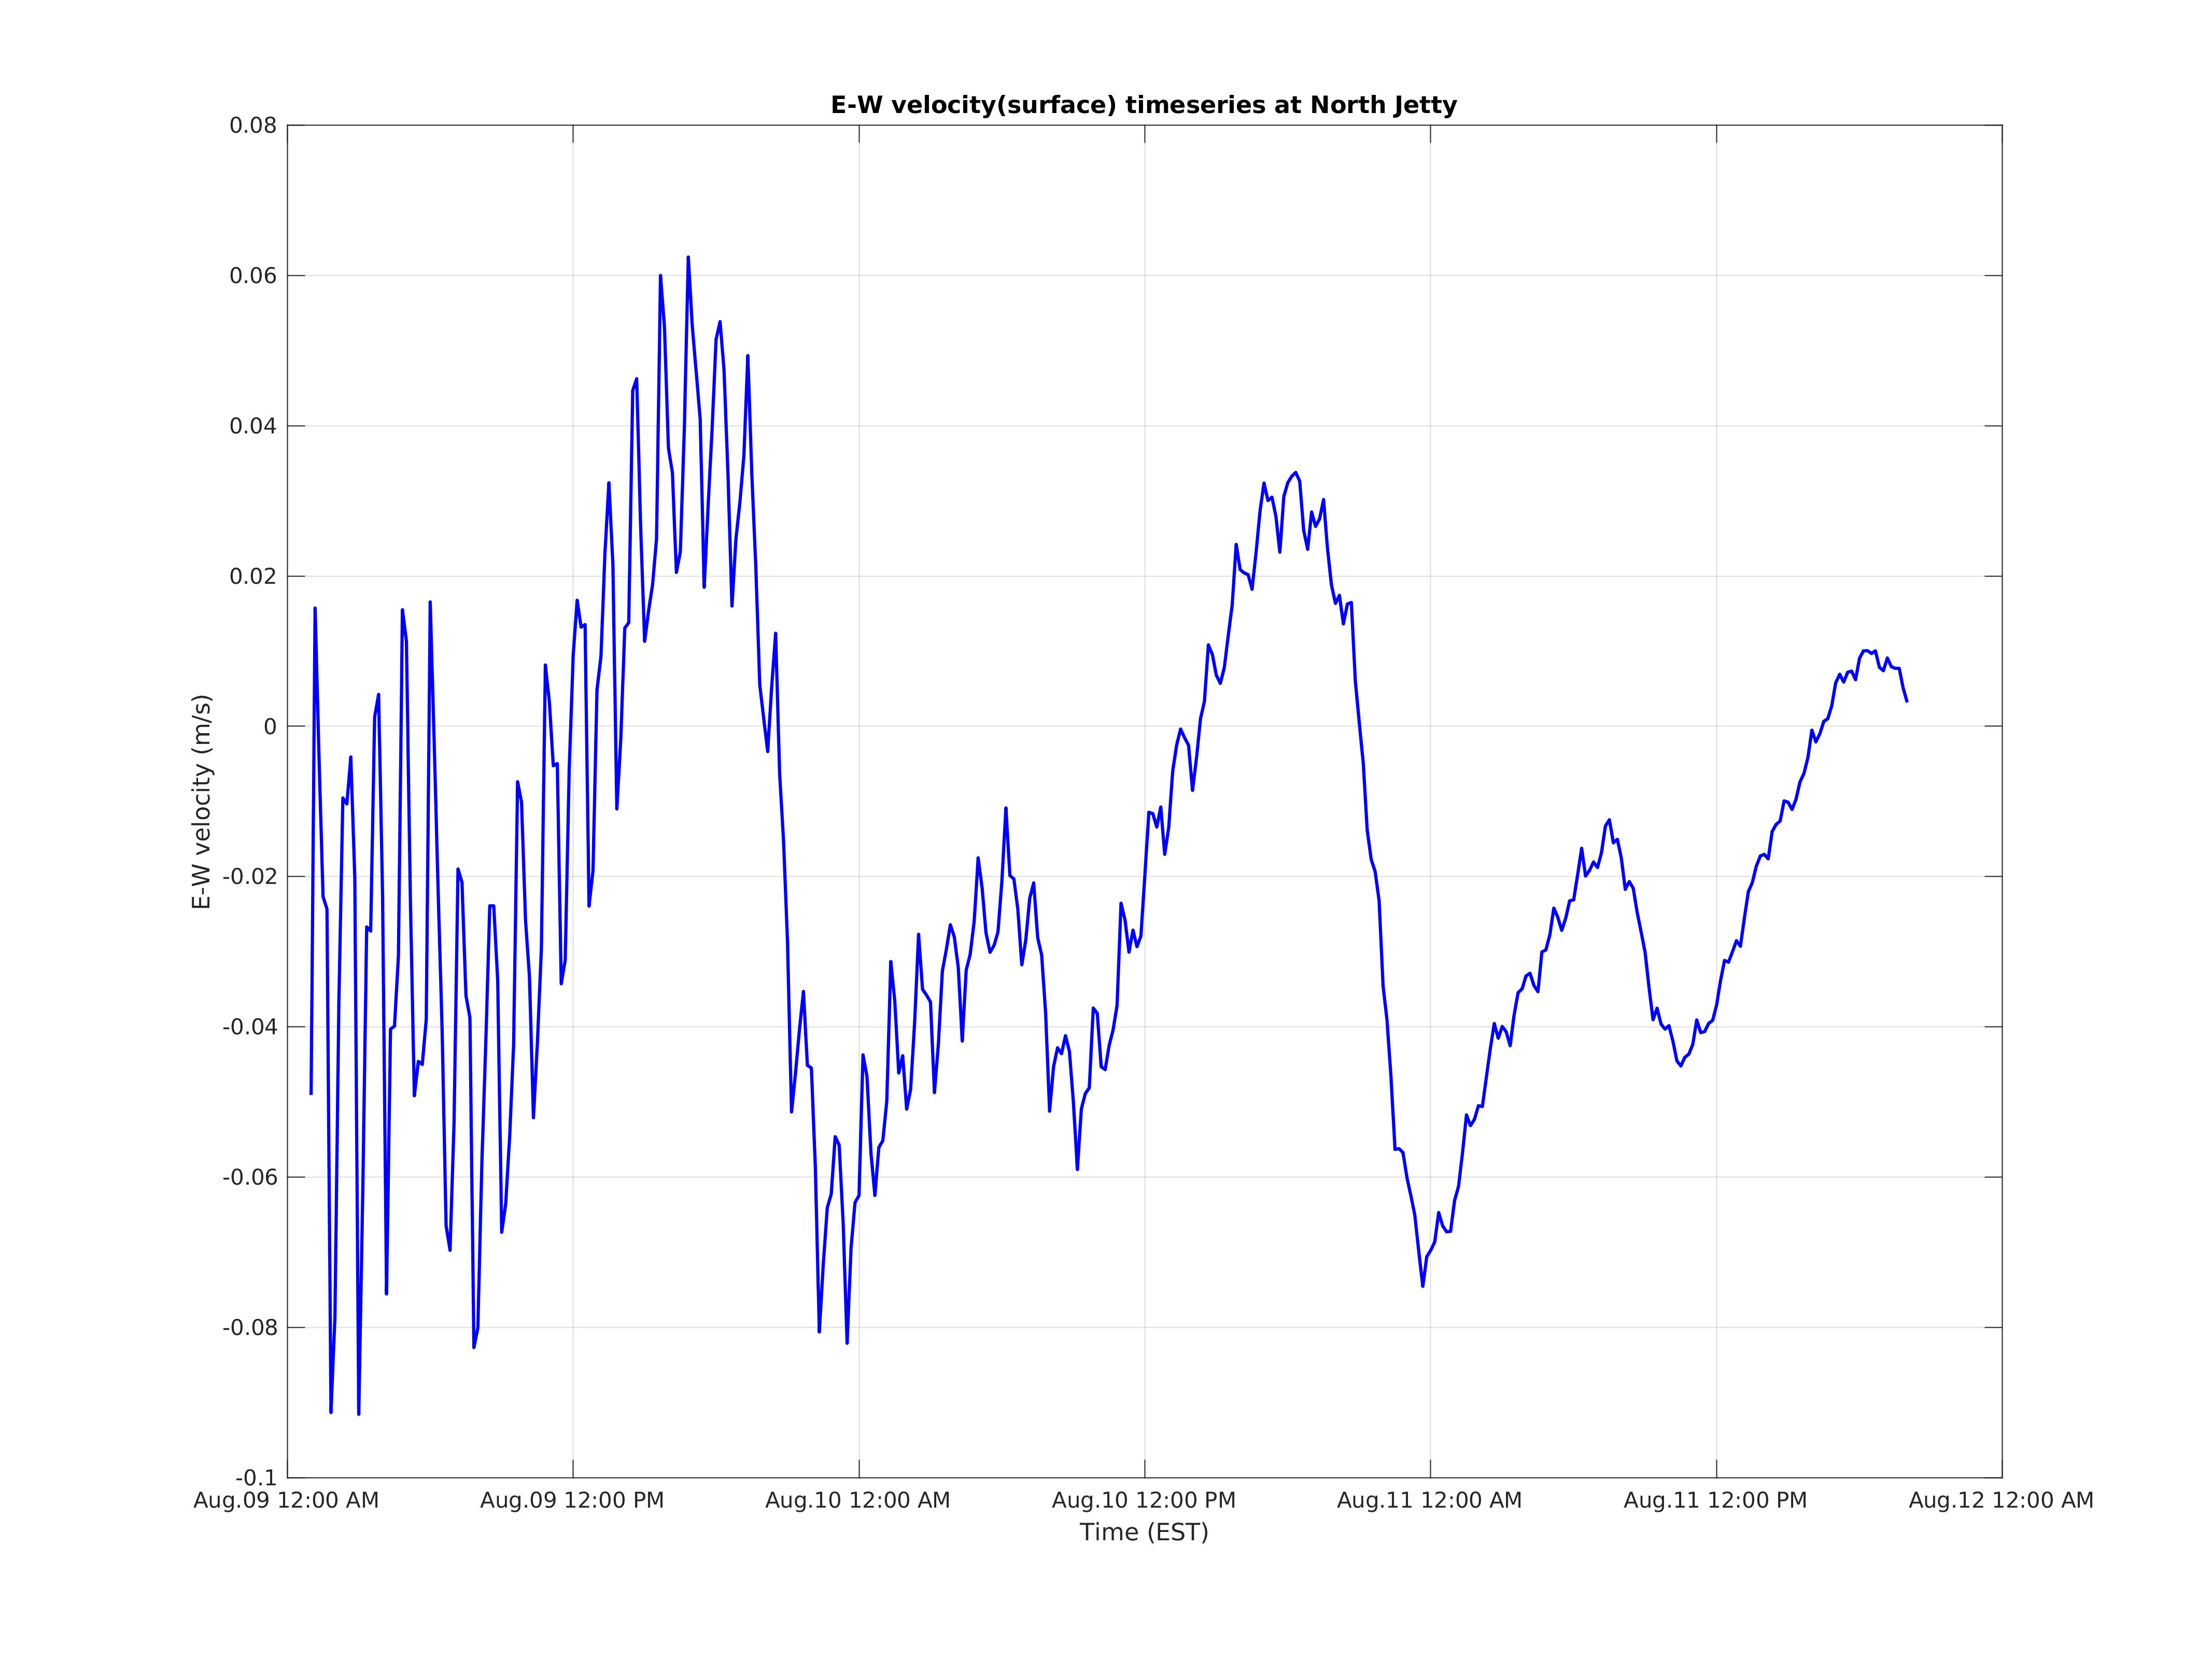 E-W velocity(surface) timeseries at North Jetty
0.08
0.06
0.04
0.02
0
-0.02
-0.04
-0.06
-0.08
-0.1
E-W velocity (m/s)
Aug.09 12:00 AM Aug.09 12:00 PM Aug.10 12:00 AM Aug.10 12:00 PM Aug.11 12:00 AM Aug.11 12:00 PM Aug.12 12:00 AM
Time (EST)